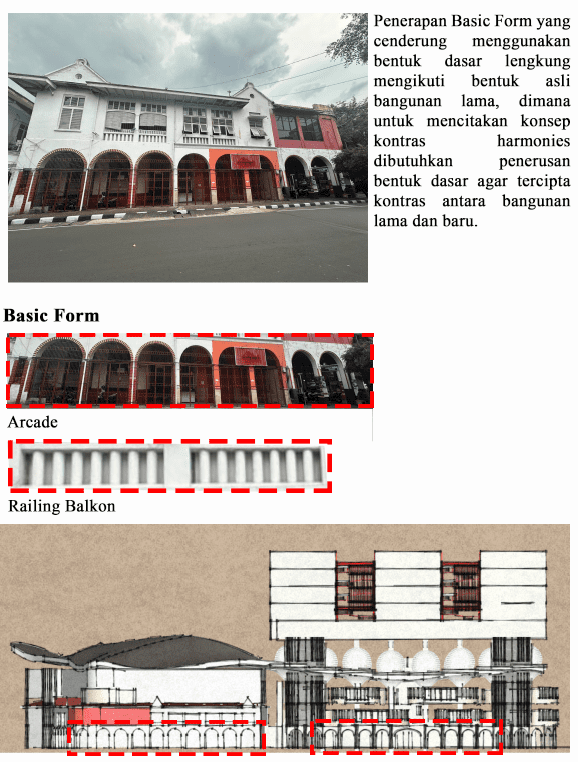 Penerapan Basic Form yang
cenderung menggunakan
bentuk dasar lengkung
mengikuti bentuk asli
bangunan lama, dimana
untuk mencitakan konsep
kontras harmonies
dibutuhkan penerusan
bentuk dasar agar tercipta
kontras antara bangunan
lama dan baru.
Basic Form
Arcade
Railing Balkon